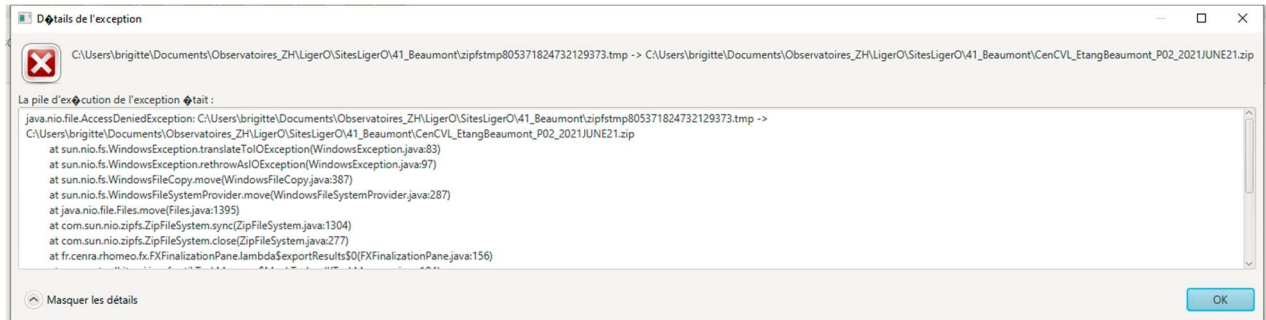 D�tails de l'exception
C:\Users\brigitte\Documents\Observatoires_ZH\LigerO\SitesLigerO\41_Beaumont\zipfstmp805371824732129373.tmp -> C:\Users\brigitte\Documents\Observatoires_ZH\LigerO\SitesLigerO\41_Beaumont\CenCVL_EtangBeaumont_P02_2021JUNE21.zip
La pile d'ex�cution de l'exception �tait :
java.nio.file.AccessDeniedException: C:\Users\brigitte\Documents\Observatoires_ZH\LigerO\SitesLigerO\41_Beaumont\zipfstmp805371824732129373.tmp ->
C:\Users\brigitte\Documents\Observatoires_ZH\LigerO\SitesLigerO\41_Beaumont\CenCVL_EtangBeaumont_P02_2021JUNE21.zip
at sun.nio.fs.WindowsException.translateToIOException(WindowsException.java:83)
at sun.nio.fs.WindowsException.rethrowAsIOException(WindowsException.java:97)
at sun.nio.fs.WindowsFileCopy.move(WindowsFileCopy.java:387)
at sun.nio.fs.WindowsFileSystemProvider.move(WindowsFileSystemProvider.java:287)
at java.nio.file.Files.move(Files.java:1395)
at com.sun.nio.zipfs.ZipFileSystem.sync(ZipFileSystem.java:1304)
at com.sun.nio.zipfs.ZipFileSystem.close(ZipFileSystem.java:277)
at fr.cenra.rhomeo.fx.FXFinalizationPane.lambda$exportResults$0(FXFinalizationPane.java:156)
Masquer les détails
OK